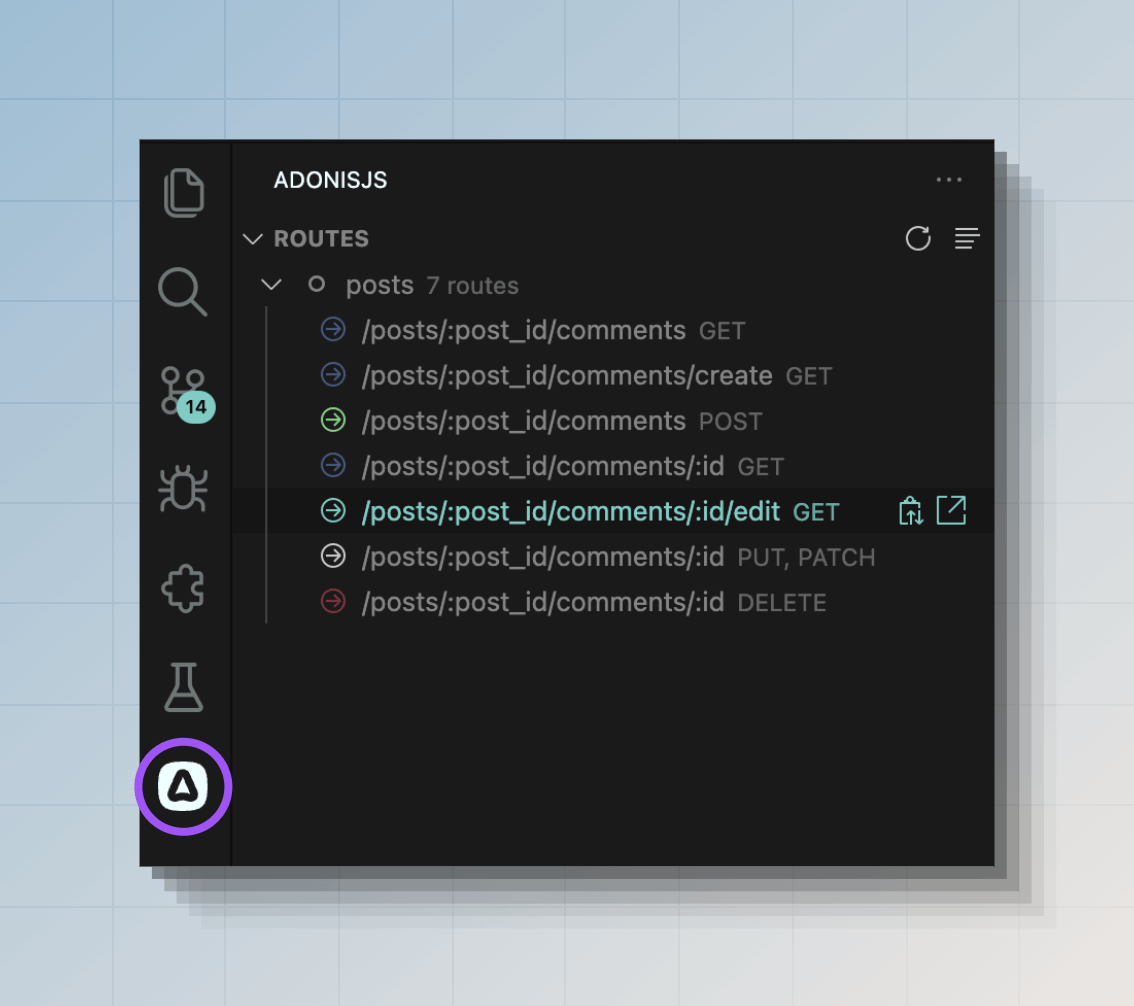 ADONISJS
ROUTES
posts 7 routes
/posts/:post_id/comments GET
/posts/:post_id/comments/create GET
/posts/:post_id/comments POST
14
/posts/:post_id/comments/:id GET
/posts/:post_id/comments/:id/edit GET
/posts/:post_id/comments/:id PUT, PATCH
/posts/:post_id/comments/:id DELETE